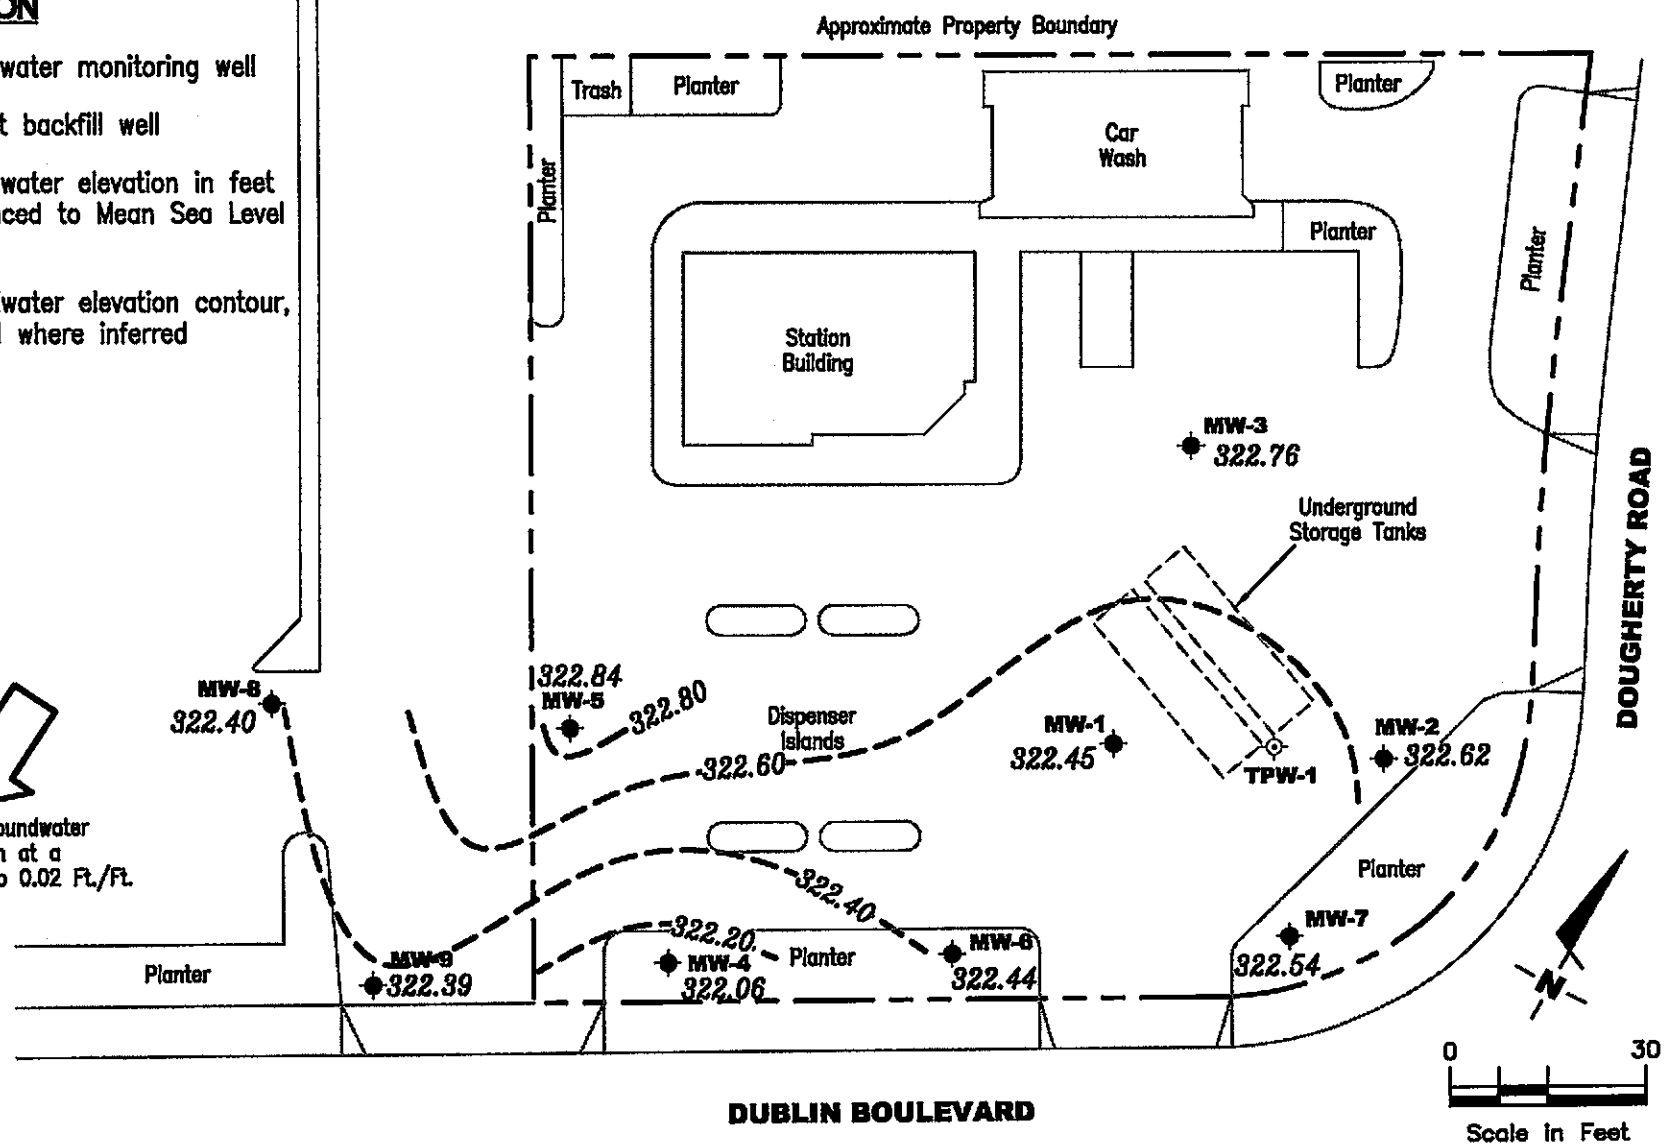 ON
water monitoring well
t backfill well
water elevation in feet
nced to Mean Sea Level
water elevation contour,
where inferred
Approximate Property Boundary
Trash
Planter
Planter
Car
Wash
Planter
Planter
Planter
Station
Building
MW-3
322.76
Underground
Storage Tanks
DOUGHERTY ROAD
MW-8
322.40
322.84
MW-5
322.80
Dispenser
Islands
322.60
MW-1
322.45
TPW-1
MW-2
322.62
oundwater
n at a
o 0.02 Ft./Ft.
Planter
322.40
Planter
MW-9
322.39
322.20
MW-4
322.06
Planter
MW-6
322.44
MW-7
322.54
N
0 30
Scale in Feet
DUBLIN BOULEVARD